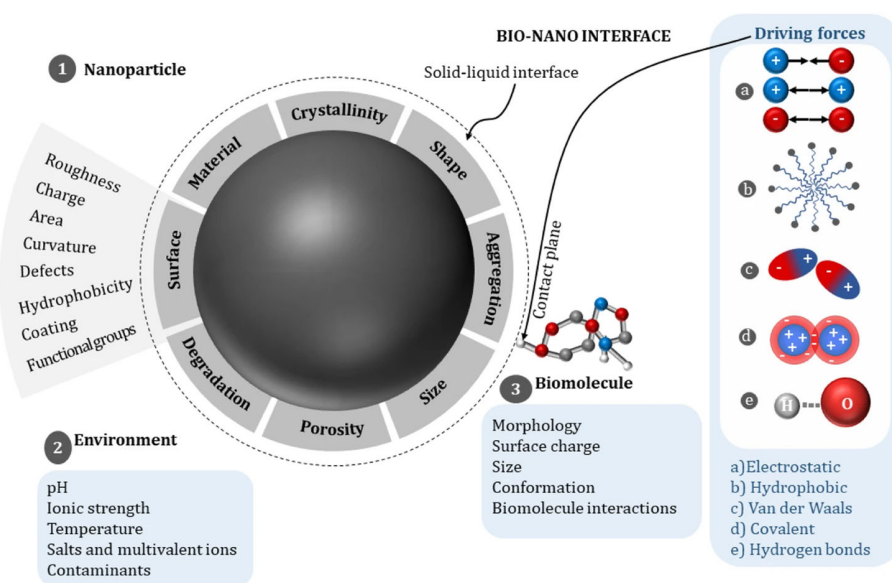 BIO-NANO INTERFACE
Driving forces
1 Nanoparticle
Solid-liquid interface
Crystallinity
Material
Shape
Surface
Aggregation
Degradation
Size
Porosity
Roughness
Charge
Area
Curvature
Defects
Hydrophobicity
Coating
Functional groups
Contact plane
2 Environment
pH
Ionic strength
Temperature
Salts and multivalent ions
Contaminants
3 Biomolecule
Morphology
Surface charge
Size
Conformation
Biomolecule interactions
a
+ -
+ +
- -
b
c
- +
- +
d
- - - -
+ + + +
+ +
- -
e
H O
a)Electrostatic
b) Hydrophobic
c) Van der Waals
d) Covalent
e) Hydrogen bonds